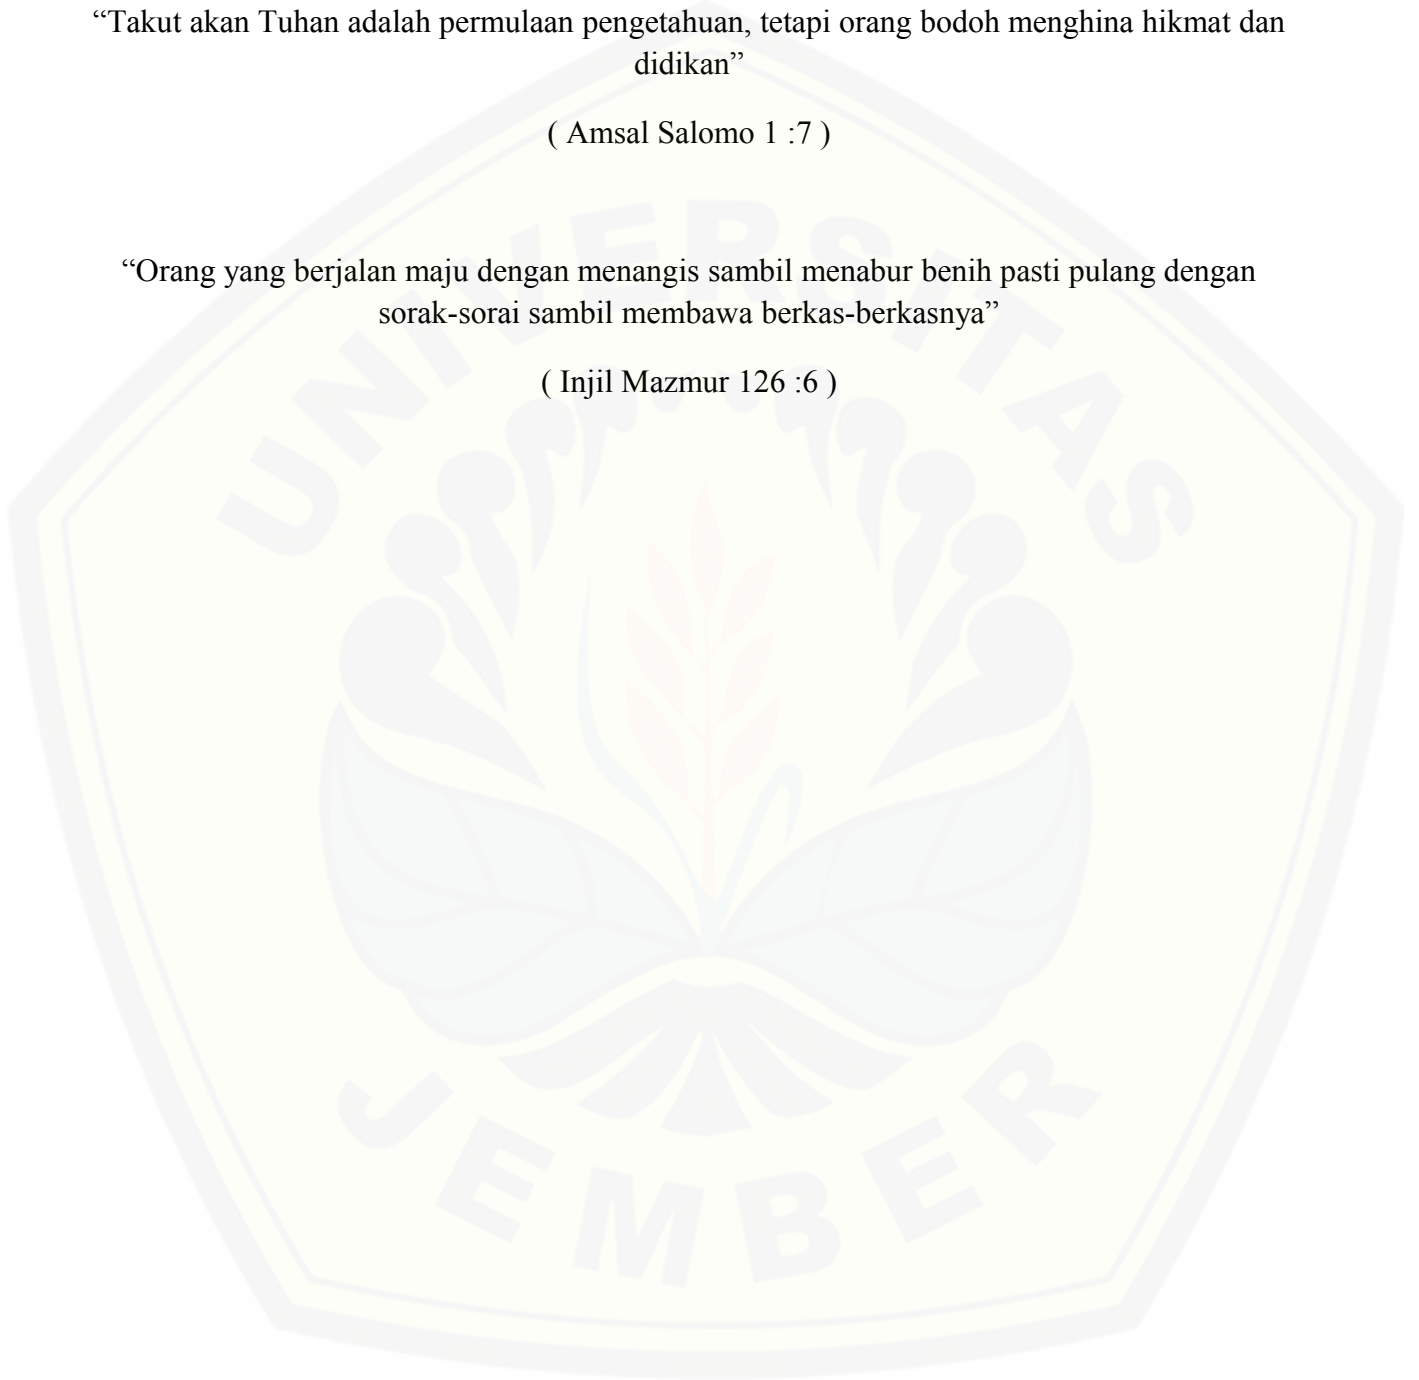 “Takut akan Tuhan adalah permulaan pengetahuan, tetapi orang bodoh menghina hikmat dan
didikan”
( Amsal Salomo 1 :7 )
“Orang yang berjalan maju dengan menangis sambil menabur benih pasti pulang dengan
sorak-sorai sambil membawa berkas-berkasnya”
( Injil Mazmur 126 :6 )
UNIVERSITAS
JEMBER